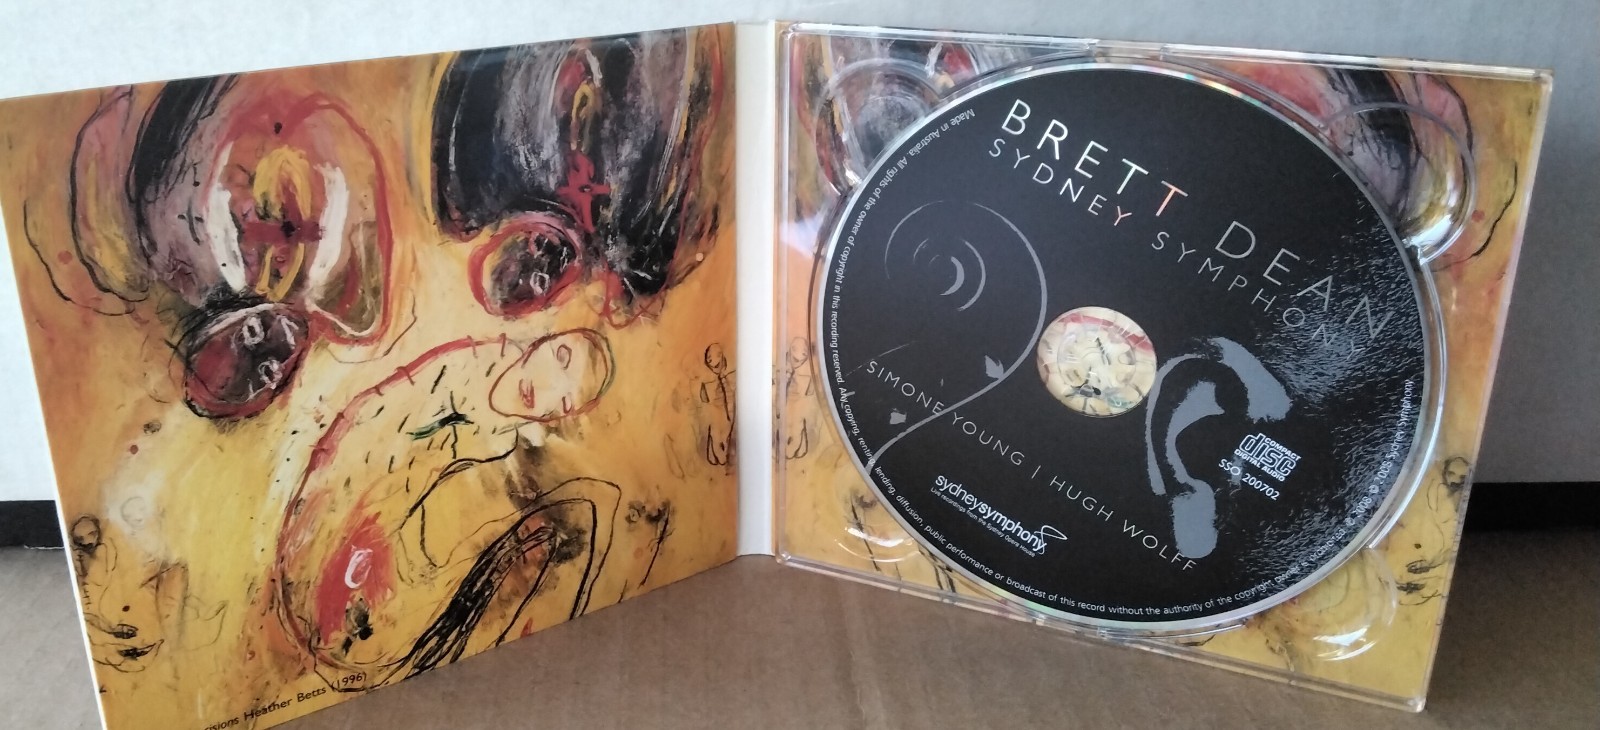 BRETT DEAN
SYDNEY SYMPHONY
SIMONE YOUNG | HUGH WOLFF
COMPACT
disc
DIGITAL AUDIO
SSO 200702
sydneysymphony
Live recordings from the Sydney Opera House
Made in Australia. All rights of the owner of copyright in this recording reserved. Any copying, renting, lending, diffusion, public performance or broadcast of this record without the authority of the copyright owner is
Sydney Symphony
Heather Betts (1996)